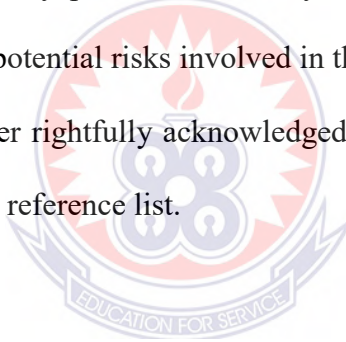 potential risks involved in th
er rightfully acknowledged
reference list.
EDUCATION FOR SERVICE